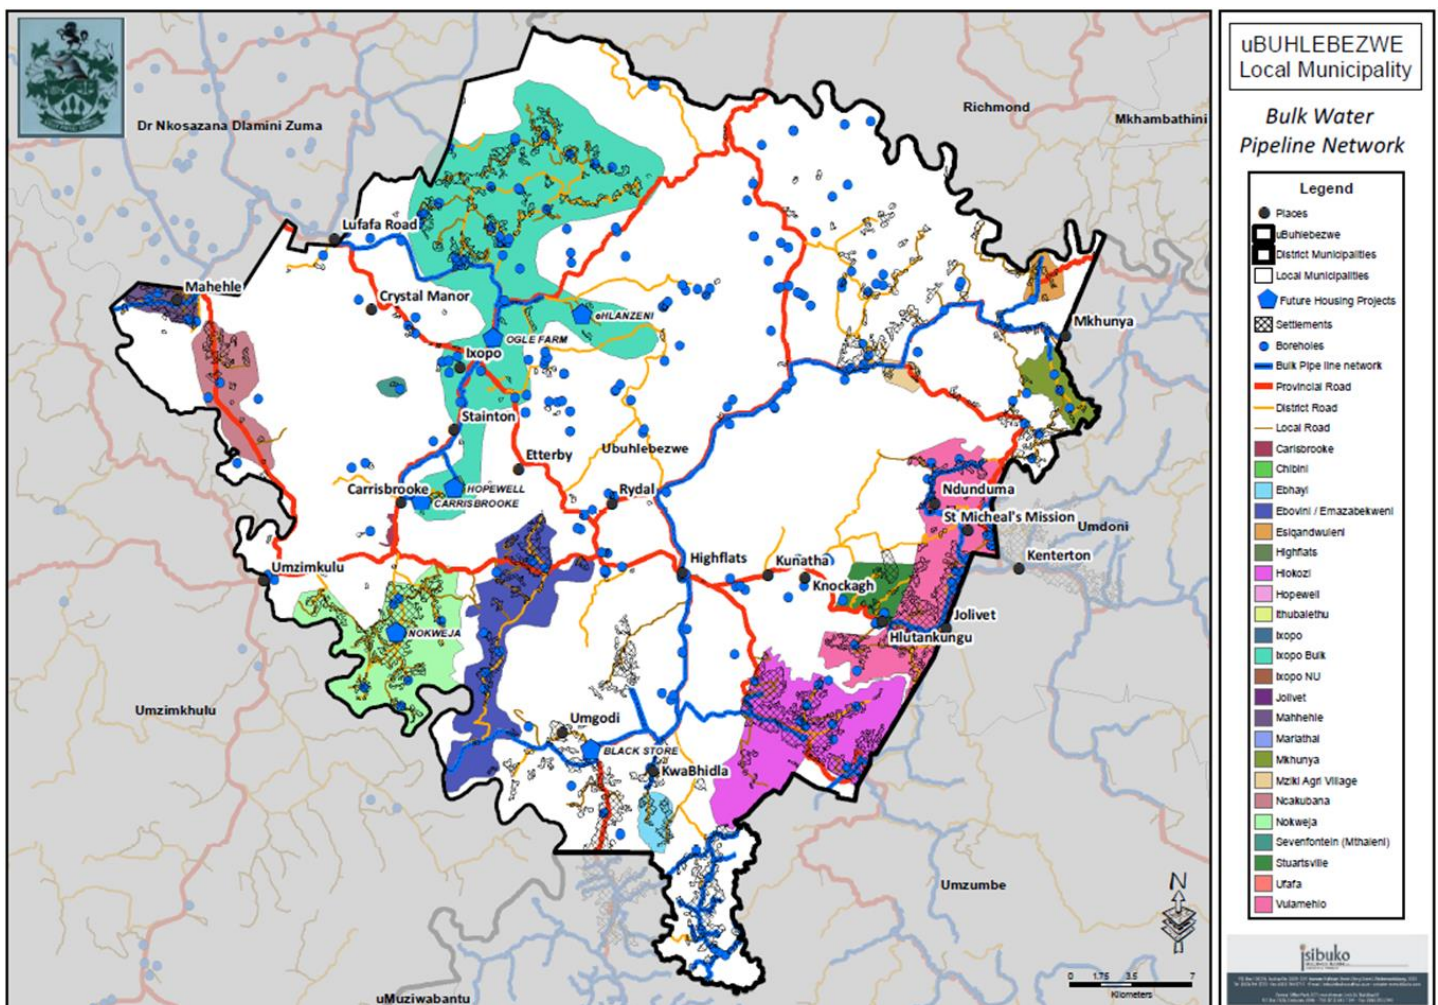 Dr Nkosazana Dlamini Zuma
Richmond
Mkhambathini
Lufafa Road
Mahehle
Crystal Manor
eHLANZENI
OGLE FARM
Mkhunya
Ixopo
Stainton
Etterby
Ubuhlebezwe
Carrisbrooke
HOPEWELL
CARRISBROOKE
Rydal
Ndunduma
St Micheal's Mission
Umdoni
Kenterton
Umzimkulu
Highflats
Kunatha
Knockagh
Jolivet
Hlutankungu
NOKWEJA
Umzimkhulu
Umgodi
BLACK STORE
KwaBhidla
Umzumbe
uMuziwabantu
N
0 1.75 3.5 7
Kilometers
uBUHLEBEZWE
Local Municipality
Bulk Water
Pipeline Network
Legend
Places
uBuhlebezwe
District Municipalities
Local Municipalities
Future Housing Projects
Settlements
Boreholes
Bulk Pipe line network
Provincial Road
District Road
Local Road
Carisbrooke
Chibini
Ebhayi
Ebovini / Emazabekweni
Esiqandwuleni
Highflats
Hlokozi
Hopewell
Ithubalethu
Ixopo
Ixopo Bulk
Ixopo NU
Jolivet
Mahhehle
Mariathal
Mkhunya
Mziki Agri Village
Ncakubana
Nokweja
Sevenfontein (Mthaleni)
Stuartsville
Ufafa
Vulamehlo
isibuko